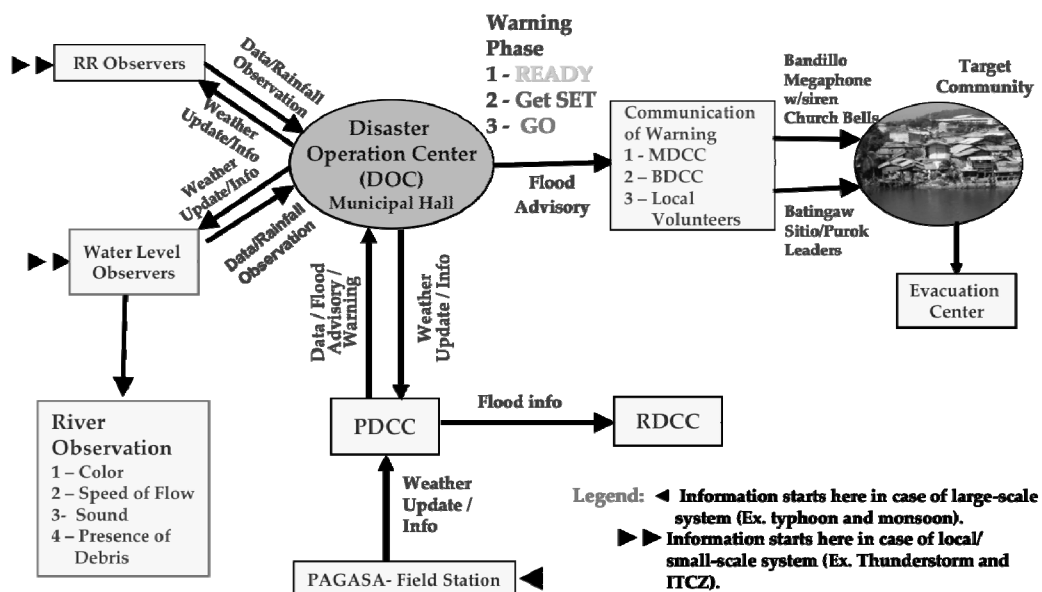 RR Observers
Data/Rainfall
Observation
Weather
Update/Info
Weather
Update/Info
Data/Rainfall
Observation
Water Level
Observers
River
Observation
1 – Color
2 – Speed of Flow
3- Sound
4 – Presence of
Debris
Disaster
Operation Center
(DOC)
Municipal Hall
Warning
Phase
1 - READY
2 - Get SET
3 - GO
Flood
Advisory
Communication
of Warning
1 - MDCC
2 – BDCC
3 – Local
Volunteers
Bandillo
Megaphone
w/siren
Church Bells
Batingaw
Sitio/Purok
Leaders
Target
Community
Evacuation
Center
Data / Flood
Advisory /
Warning
Weather
Update / Info
PDCC
Flood info
RDCC
Weather
Update /
Info
PAGASA- Field Station
Legend: ◄ Information starts here in case of large-scale
system (Ex. typhoon and monsoon).
►► Information starts here in case of local/
small-scale system (Ex. Thunderstorm and
ITCZ).